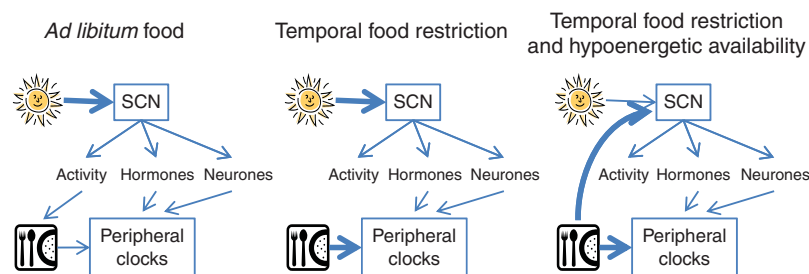 Ad libitum food
SCN
Activity Hormones Neurones
Peripheral
clocks
Temporal food restriction
SCN
Activity Hormones Neurones
Peripheral
clocks
Temporal food restriction
and hypoenergetic availability
SCN
Activity Hormones Neurones
Peripheral
clocks